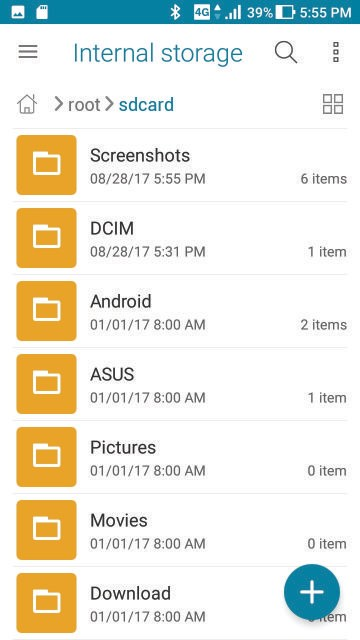 4G 39% 5:55 PM
Internal storage
root sdcard
Screenshots
08/28/17 5:55 PM 6 items
DCIM
08/28/17 5:31 PM 1 item
Android
01/01/17 8:00 AM 2 items
ASUS
01/01/17 8:00 AM 1 item
Pictures
01/01/17 8:00 AM 0 item
Movies
01/01/17 8:00 AM 0 item
Download
01/01/17 8:00 AM item